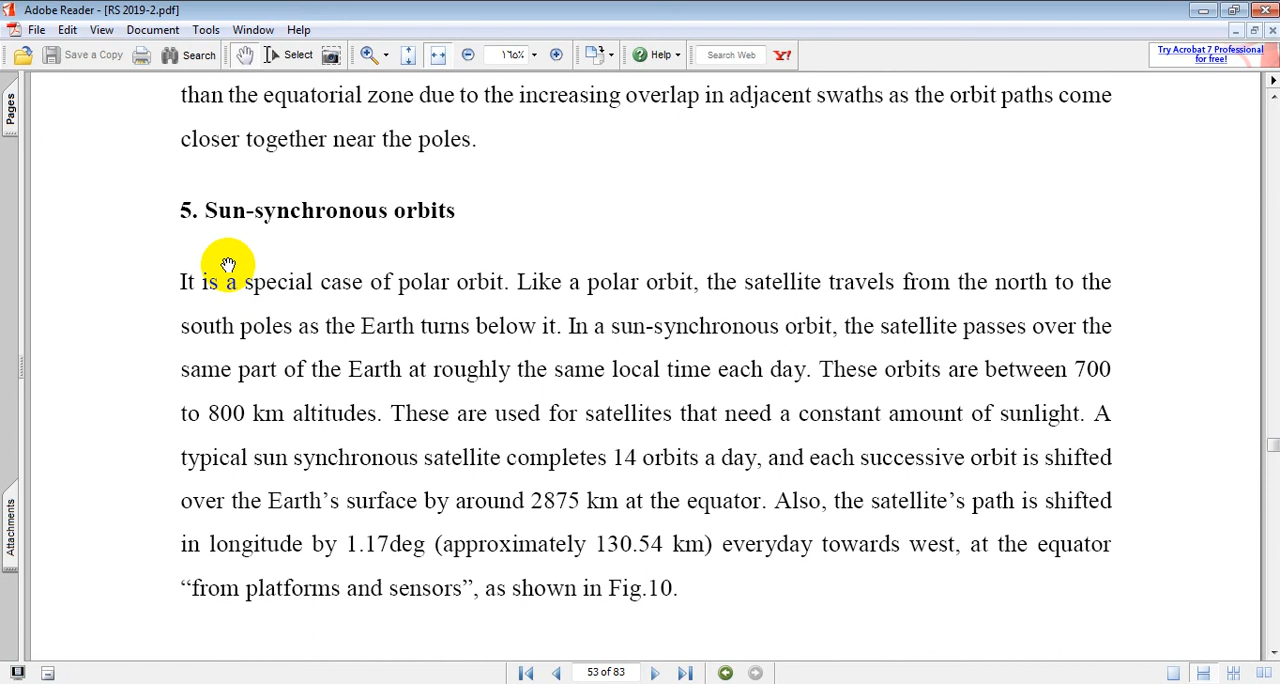 Adobe Reader - [RS 2019-2.pdf]
File Edit View Document Tools Window Help
Save a Copy Search Select ١٦٥% Help Search Web Y!
Try Acrobat 7 Professional
for free!
Pages
than the equatorial zone due to the increasing overlap in adjacent swaths as the orbit paths come
closer together near the poles.
5. Sun-synchronous orbits
It is a special case of polar orbit. Like a polar orbit, the satellite travels from the north to the
south poles as the Earth turns below it. In a sun-synchronous orbit, the satellite passes over the
same part of the Earth at roughly the same local time each day. These orbits are between 700
to 800 km altitudes. These are used for satellites that need a constant amount of sunlight. A
typical sun synchronous satellite completes 14 orbits a day, and each successive orbit is shifted
over the Earth’s surface by around 2875 km at the equator. Also, the satellite’s path is shifted
in longitude by 1.17deg (approximately 130.54 km) everyday towards west, at the equator
“from platforms and sensors”, as shown in Fig.10.
Attachments
53 of 83